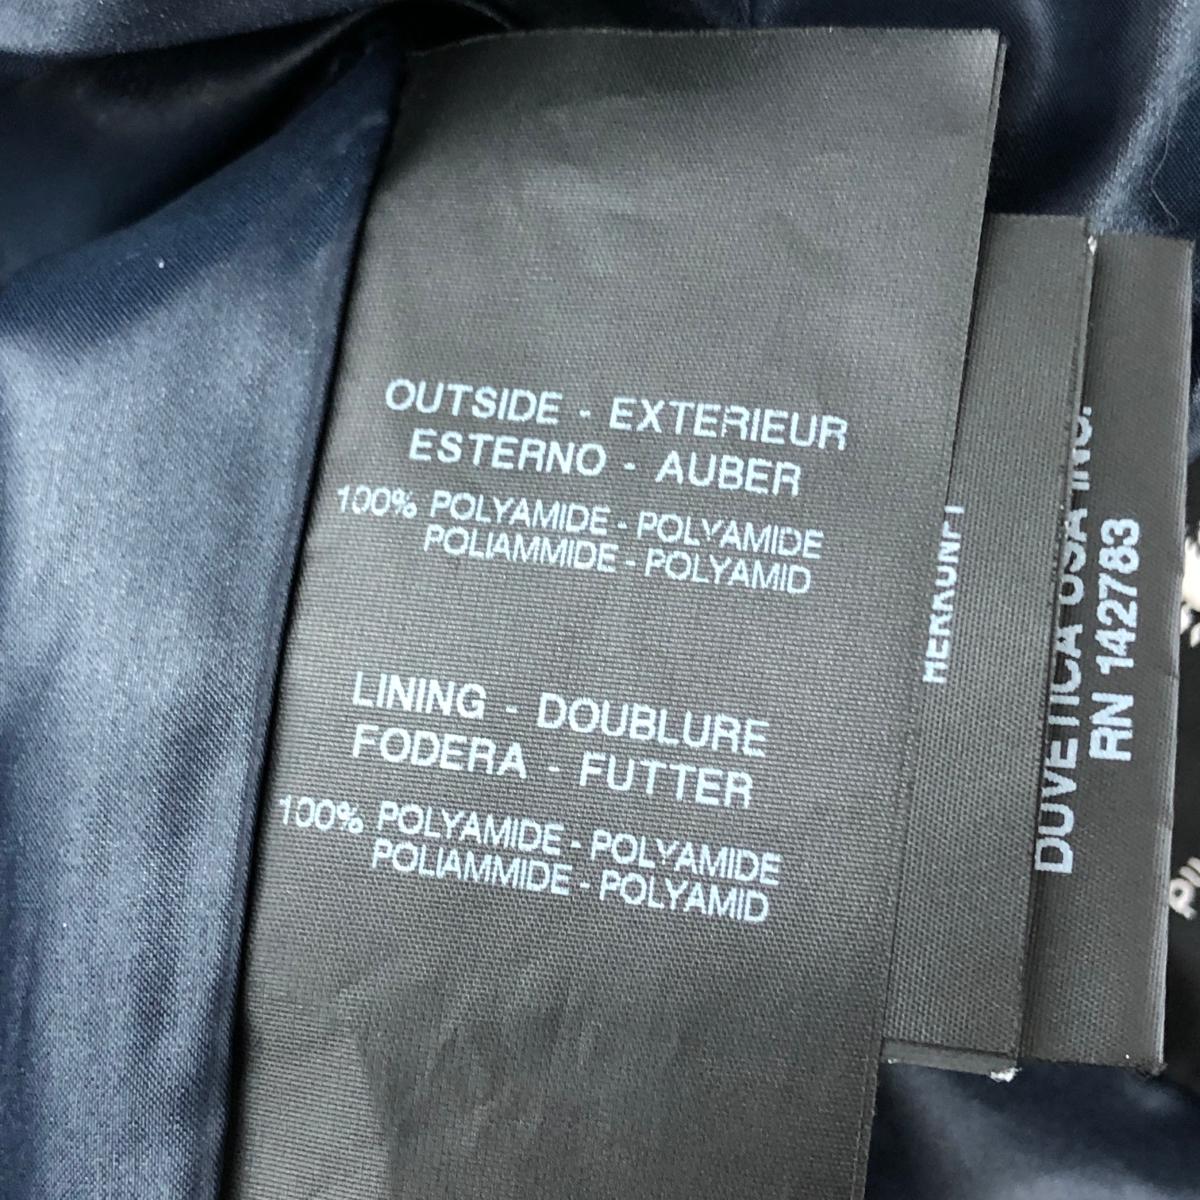 OUTSIDE - EXTERIEUR
ESTERNO - AUBER
100% POLYAMIDE - POLYAMIDE
POLIAMMIDE - POLYAMID
LINING - DOUBLURE
FODERA - FUTTER
100% POLYAMIDE - POLYAMIDE
POLIAMMIDE - POLYAMID
DUVETICA USA INC.
RN 142783